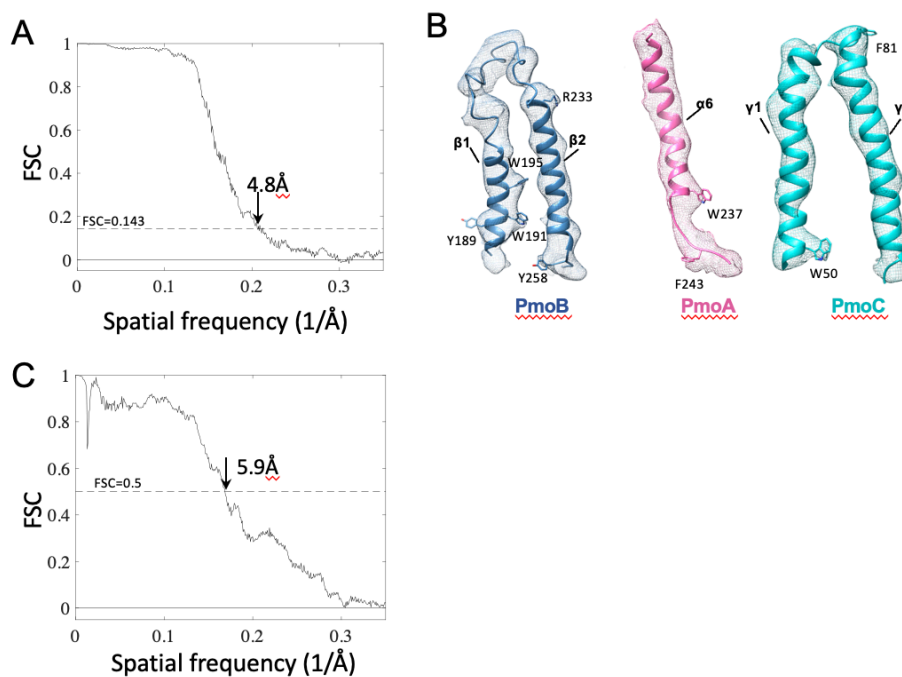 A
FSC
1
0.8
0.6
0.4
0.2
0
4.8Å
FSC=0.143
0 0.1 0.2 0.3
Spatial frequency (1/Å)
B
β1
β2
R233
W195
Y189
W191
Y258
PmoB
α6
W237
F243
PmoA
γ1
F81
γ
W50
PmoC
C
FSC
1
0.8
0.6
0.4
0.2
0
5.9Å
FSC=0.5
0 0.1 0.2 0.3
Spatial frequency (1/Å)